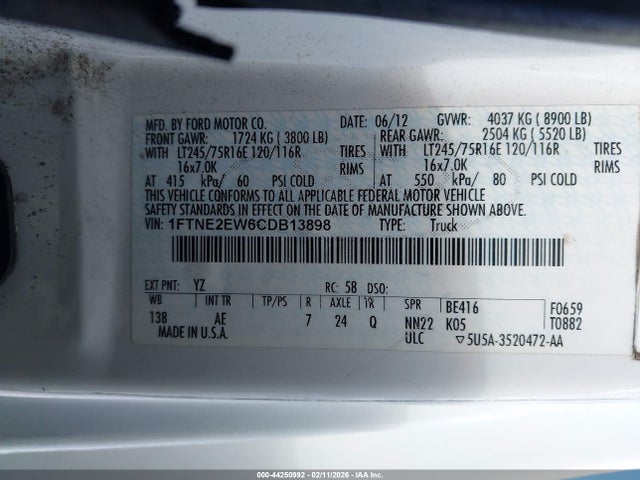 MFD. BY FORD MOTOR CO. DATE: 06/12 GVWR: 4037 KG ( 8900 LB)
FRONT GAWR: 1724 KG ( 3800 LB) REAR GAWR: 2504 KG ( 5520 LB)
WITH LT245/75R16E 120/116R TIRES WITH LT245/75R16E 120/116R TIRES
16x7.0K RIMS 16x7.0K RIMS
AT 415 kPa/ 60 PSI COLD AT 550 kPa/ 80 PSI COLD
THIS VEHICLE CONFORMS TO ALL APPLICABLE FEDERAL MOTOR VEHICLE
SAFETY STANDARDS IN EFFECT ON THE DATE OF MANUFACTURE SHOWN ABOVE.
VIN: 1FTNE2EW6CDB13898 TYPE: Truck
EXT PNT: YZ RC: 58 DSO:
WB INT TR TP/PS R AXLE TR SPR BE416 F0659
138 AE 7 24 Q NN22 K05 T0882
MADE IN U.S.A. ULC ▽5U5A-3520472-AA
000-44250992 - 02/11/2026 - IAA, Inc.